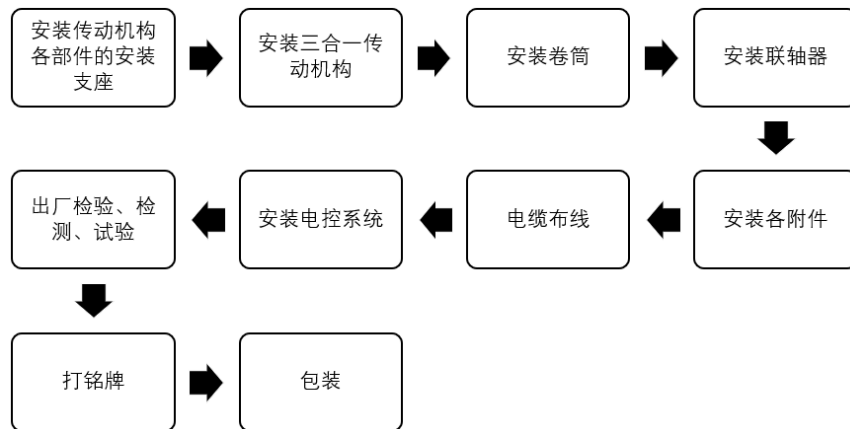 安装传动机构
各部件的安装
支座
安装三合一传
动机构
安装卷筒
安装联轴器
安装各附件
电缆布线
安装电控系统
出厂检验、检
测、试验
打铭牌
包装